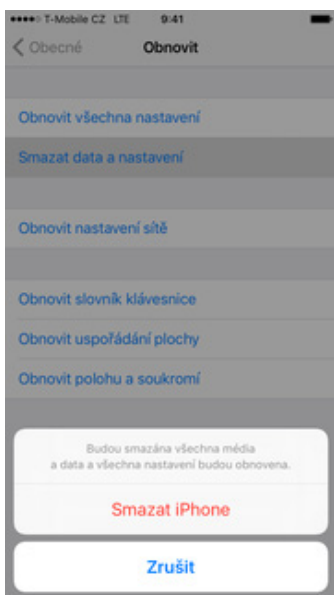 T-Mobile CZ LTE 9:41
Obecné Obnovit
Obnovit všechna nastavení
Smazat data a nastavení
Obnovit nastavení sítě
Obnovit slovník klávesnice
Obnovit uspořádání plochy
Obnovit polohu a soukromí
Budou smazána všechna média
a data a všechna nastavení budou obnovena.
Smazat iPhone
Zrušit